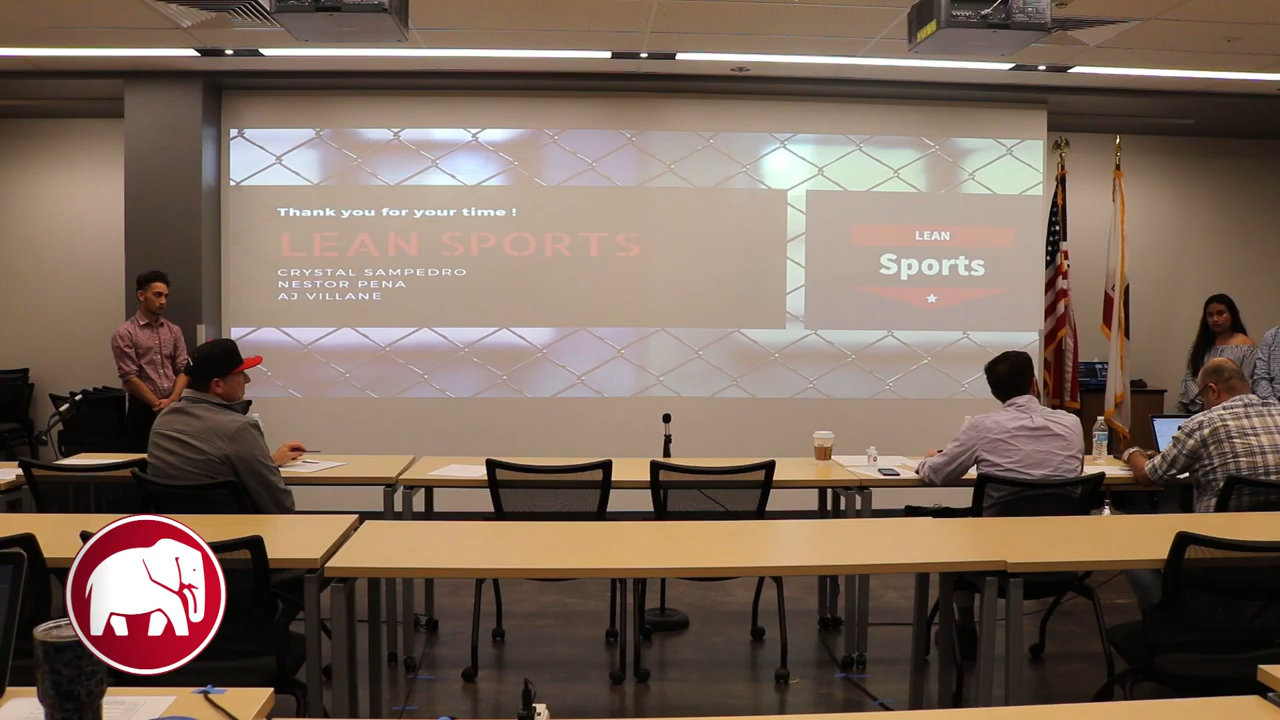 Thank you for your time !
LEAN SPORTS
CRYSTAL SAMPEDRO
NESTOR PENA
AJ VILLANE
LEAN
Sports